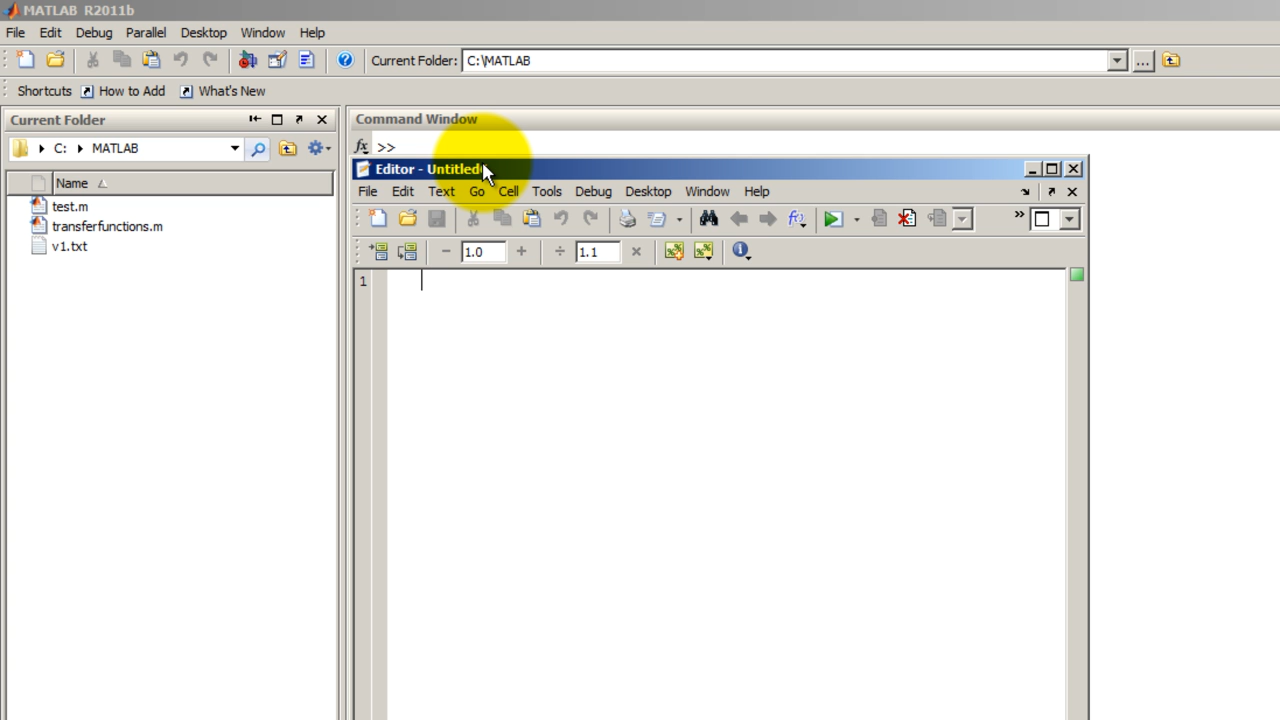 MATLAB R2011b
File Edit Debug Parallel Desktop Window Help
Current Folder: C:\MATLAB ...
Shortcuts How to Add What's New
Current Folder
C: MATLAB
Name
test.m
transferfunctions.m
v1.txt
Command Window
fx >>
Editor - Untitled
File Edit Text Go Cell Tools Debug Desktop Window Help
− 1.0 + ÷ 1.1 ×
1